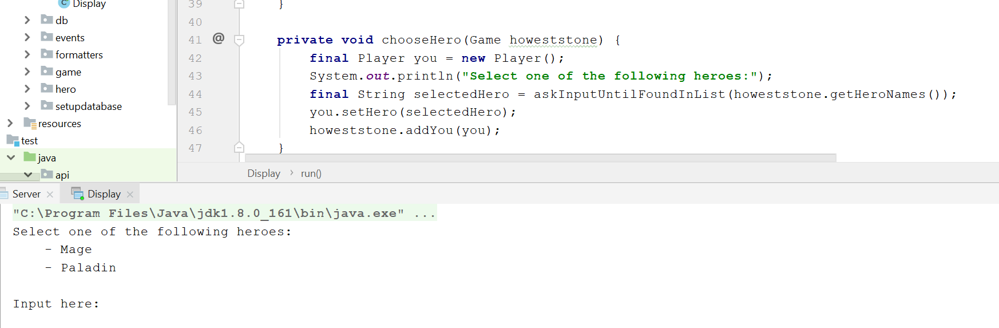 Display
db
events
formatters
game
hero
setupdatabase
resources
test
java
api
39 }
40
41 @ private void chooseHero(Game howeststone) {
42 final Player you = new Player();
43 System.out.println("Select one of the following heroes:");
44 final String selectedHero = askInputUntilFoundInList(howeststone.getHeroNames());
45 you.setHero(selectedHero);
46 howeststone.addYou(you);
47 }
Display › run()
Server × Display ×
"C:\Program Files\Java\jdk1.8.0_161\bin\java.exe" ...
Select one of the following heroes:
- Mage
- Paladin
Input here: